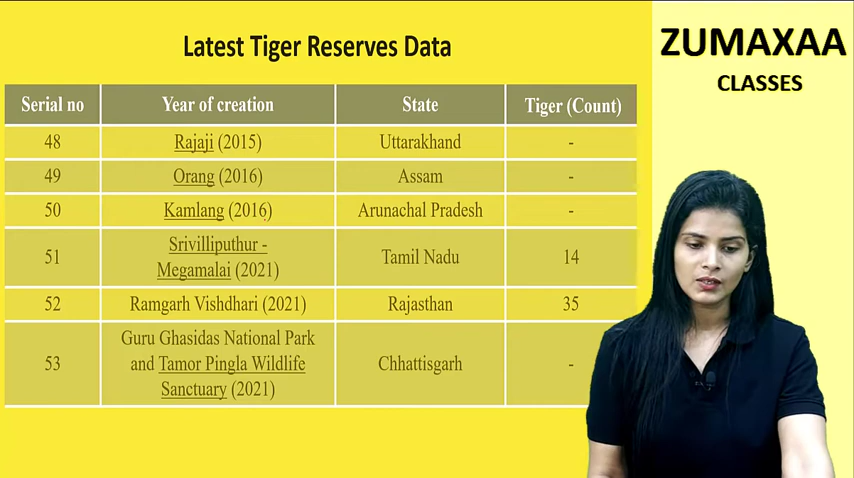 Latest Tiger Reserves Data
ZUMAXAA
CLASSES
Serial no Year of creation State Tiger (Count)
48 Rajaji (2015) Uttarakhand -
49 Orang (2016) Assam -
50 Kamlang (2016) Arunachal Pradesh -
51 Srivilliputhur -
Megamalai (2021) Tamil Nadu 14
52 Ramgarh Vishdhari (2021) Rajasthan 35
53 Guru Ghasidas National Park
and Tamor Pingla Wildlife
Sanctuary (2021) Chhattisgarh -